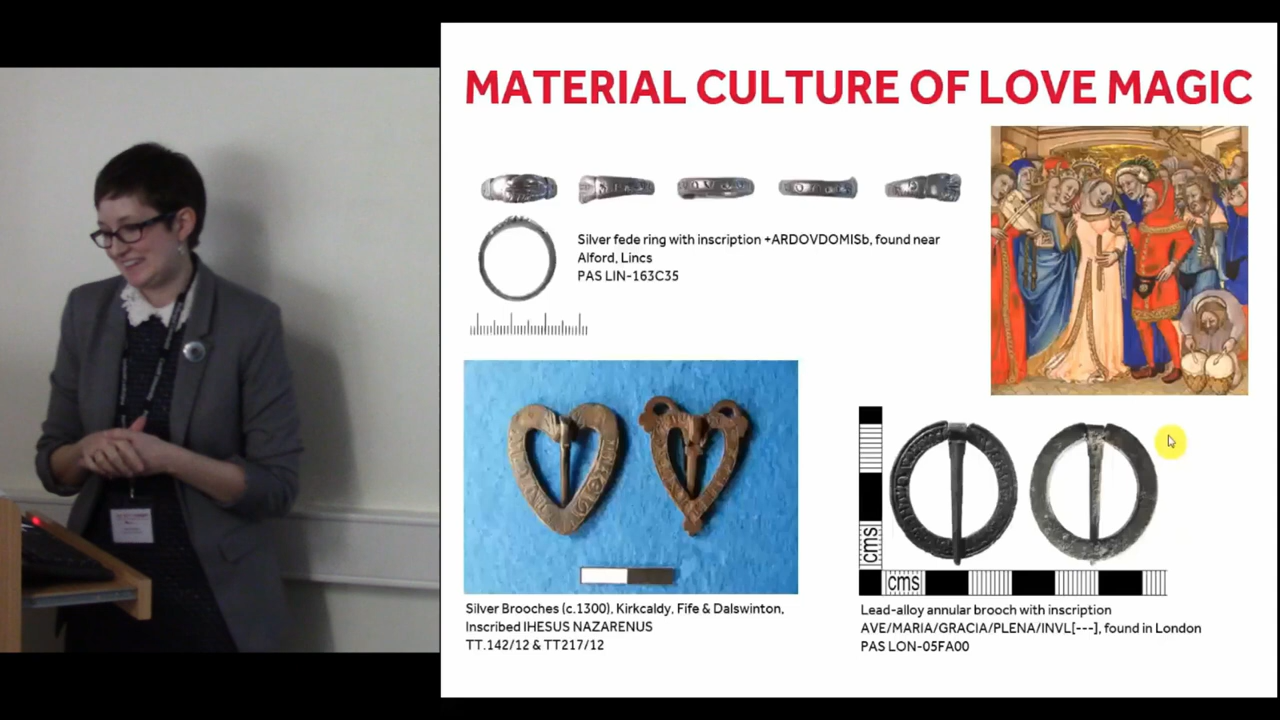 MATERIAL CULTURE OF LOVE MAGIC
Silver fede ring with inscription +ARDOVDOMISb, found near
Alford, Lincs
PAS LIN-163C35
Silver Brooches (c.1300), Kirkcaldy, Fife & Dalswinton,
Inscribed IHESUS NAZARENUS
TT.142/12 & TT217/12
cms
cms
Lead-alloy annular brooch with inscription
AVE/MARIA/GRACIA/PLENA/INVL[---], found in London
PAS LON-05FA00